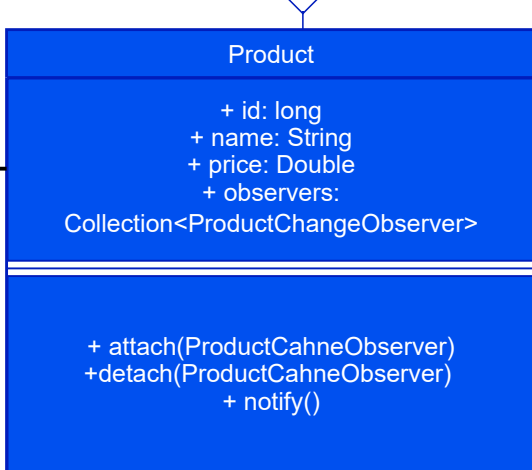 Product
+ id: long
+ name: String
+ price: Double
+ observers:
Collection<ProductChangeObserver>
+ attach(ProductCahneObserver)
+detach(ProductCahneObserver)
+ notify()